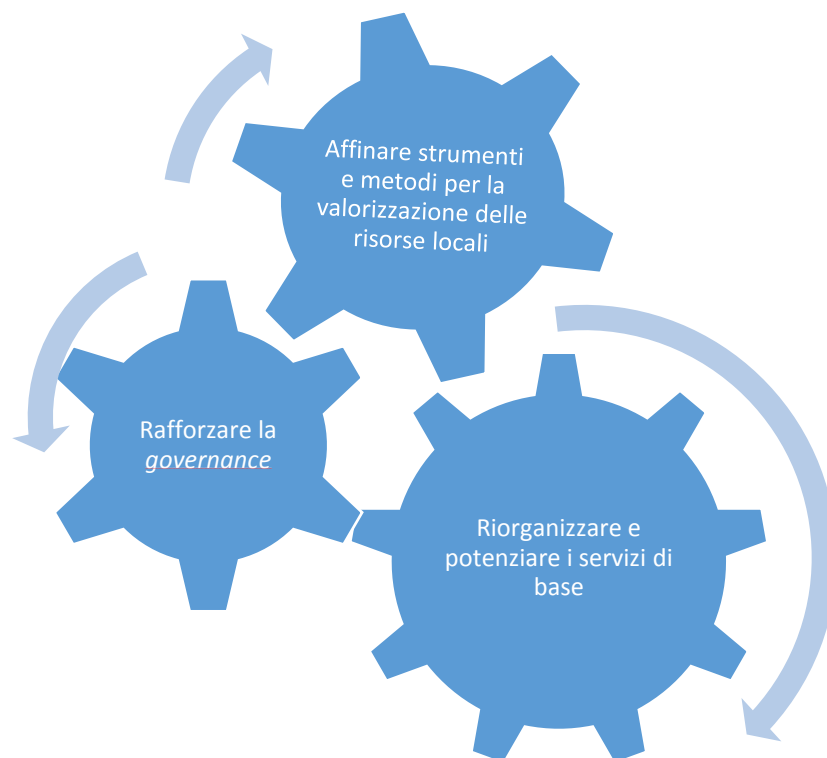 Affinare strumenti
e metodi per la
valorizzazione delle
risorse locali
Rafforzare la
governance
Riorganizzare e
potenziare i servizi di
base